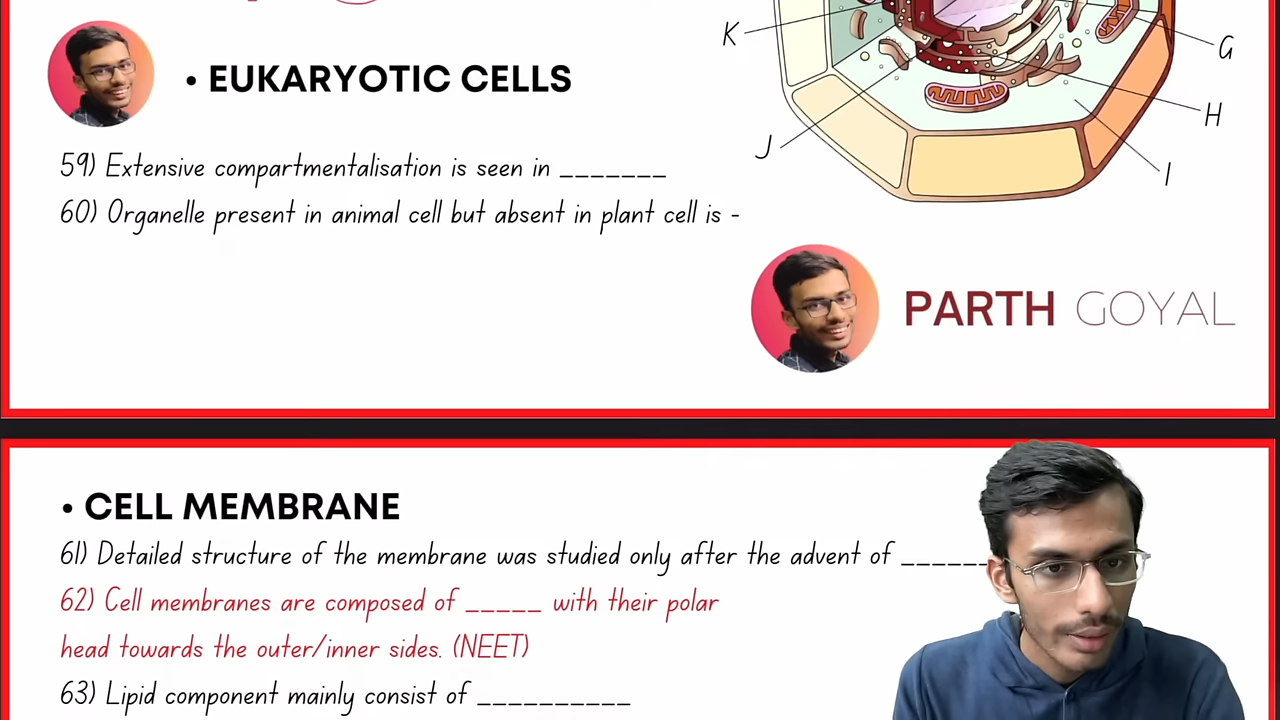 K
G
• EUKARYOTIC CELLS
H
J
59) Extensive compartmentalisation is seen in _______
I
60) Organelle present in animal cell but absent in plant cell is -
PARTH GOYAL
• CELL MEMBRANE
61) Detailed structure of the membrane was studied only after the advent of ______
62) Cell membranes are composed of _____ with their polar
head towards the outer/inner sides. (NEET)
63) Lipid component mainly consist of __________